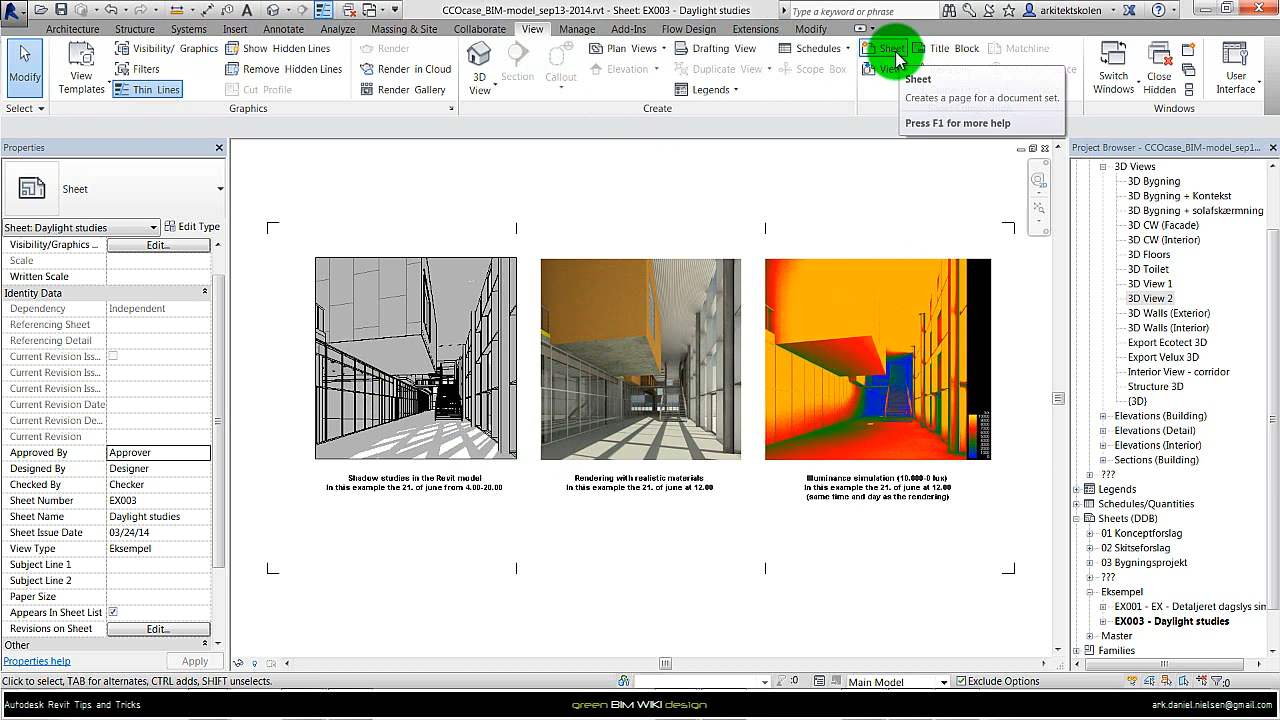 CCOcase_BIM-model_sep13-2014.rvt - Sheet: EX003 - Daylight studies
Type a keyword or phrase
arkitektskolen
Architecture Structure Systems Insert Annotate Analyze Massing & Site Collaborate View Manage Add-Ins Flow Design Extensions Modify
Modify
View Templates
Visibility/ Graphics
Filters
Thin Lines
Show Hidden Lines
Remove Hidden Lines
Cut Profile
Render
Render in Cloud
Render Gallery
3D View
Section
Callout
Plan Views
Elevation
Drafting View
Duplicate View
Legends
Schedules
Scope Box
Sheet
View
Title Block
Matchline
Switch Windows
Close Hidden
User Interface
Select
Graphics
Create
Windows
Sheet
Creates a page for a document set.
Press F1 for more help
Properties
Sheet
Sheet: Daylight studies
Edit Type
Visibility/Graphics ... Edit...
Scale
Written Scale
Identity Data
Dependency Independent
Referencing Sheet
Referencing Detail
Current Revision Iss...
Current Revision Iss...
Current Revision Iss...
Current Revision Date
Current Revision De...
Current Revision
Approved By Approver
Designed By Designer
Checked By Checker
Sheet Number EX003
Sheet Name Daylight studies
Sheet Issue Date 03/24/14
View Type Eksempel
Subject Line 1
Subject Line 2
Paper Size
Appears In Sheet List
Revisions on Sheet Edit...
Other
Properties help
Apply
Shadow studies in the Revit model
In this example the 21. of june from 4.00-20.00
Rendering with realistic materials
In this example the 21. of june at 12.00
Illuminance simulation (10.000-0 lux)
In this example the 21. of june at 12.00
(same time and day as the rendering)
Project Browser - CCOcase_BIM-model_sep1...
3D Views
3D Bygning
3D Bygning + Kontekst
3D Bygning + solafskærmning
3D CW (Facade)
3D CW (Interior)
3D Floors
3D Toilet
3D View 1
3D View 2
3D Walls (Exterior)
3D Walls (Interior)
Export Ecotect 3D
Export Velux 3D
Interior View - corridor
Structure 3D
{3D}
Elevations (Building)
Elevations (Detail)
Elevations (Interior)
Sections (Building)
???
Legends
Schedules/Quantities
Sheets (DDB)
01 Konceptforslag
02 Skitseforslag
03 Bygningsprojekt
???
Eksempel
EX001 - EX - Detaljeret dagslys sim
EX003 - Daylight studies
Master
Families
Click to select, TAB for alternates, CTRL adds, SHIFT unselects.
:0
Main Model
Exclude Options
:0
Autodesk Revit Tips and Tricks
green BIM WIKI design
ark.daniel.nielsen@gmail.com